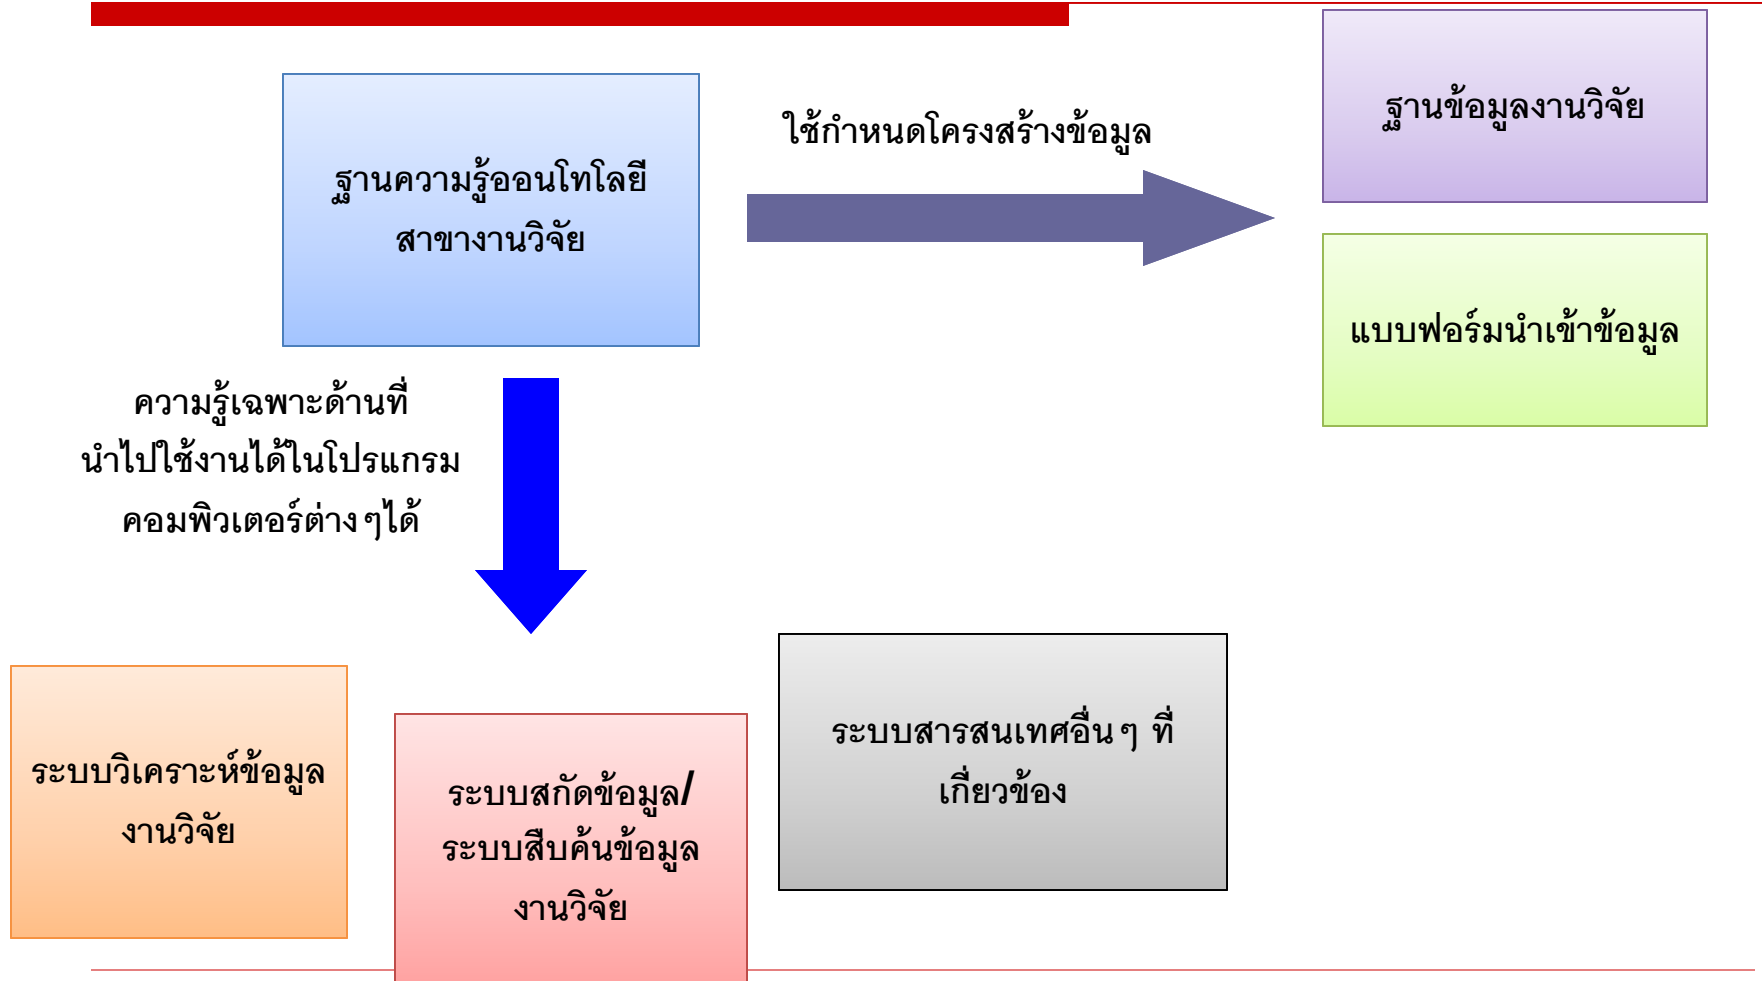 ฐานความรู้ออนโทโลยี
สาขางานวิจัย
ใช้กำหนดโครงสร้างข้อมูล
ฐานข้อมูลงานวิจัย
แบบฟอร์มนำเข้าข้อมูล
ความรู้เฉพาะด้านที่
นำไปใช้งานได้ในโปรแกรม
คอมพิวเตอร์ต่างๆได้
ระบบวิเคราะห์ข้อมูล
งานวิจัย
ระบบสกัดข้อมูล/
ระบบสืบค้นข้อมูล
งานวิจัย
ระบบสารสนเทศอื่นๆ ที่
เกี่ยวข้อง